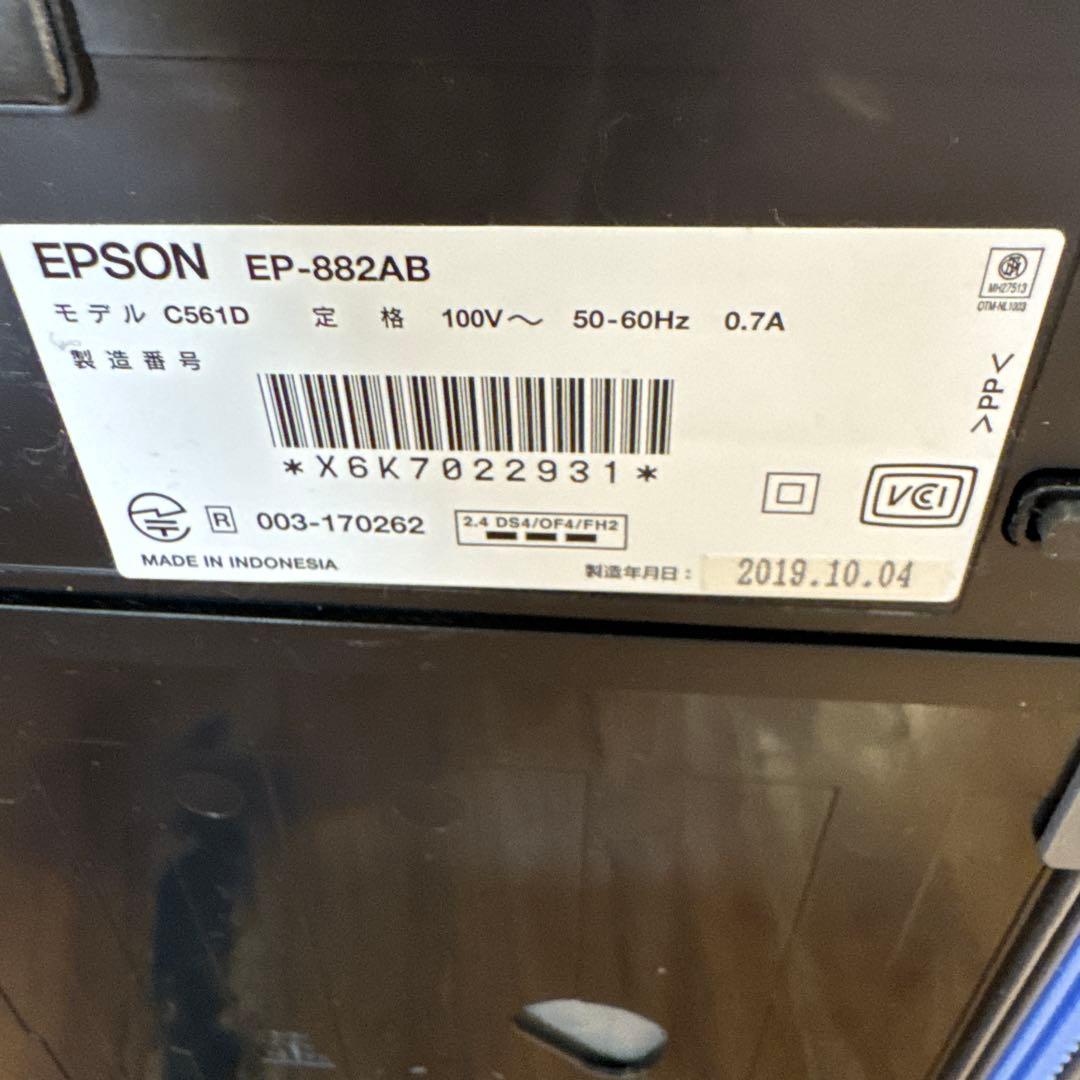 EPSON EP-882AB
モデル C561D 定格 100V～ 50-60Hz 0.7A
製造番号
*X6K7022931*
R 003-170262
2.4 DS4/OF4/FH2
MADE IN INDONESIA
製造年月日： 2019.10.04
MH27513
OTM-NL1003
>PP<
VCI